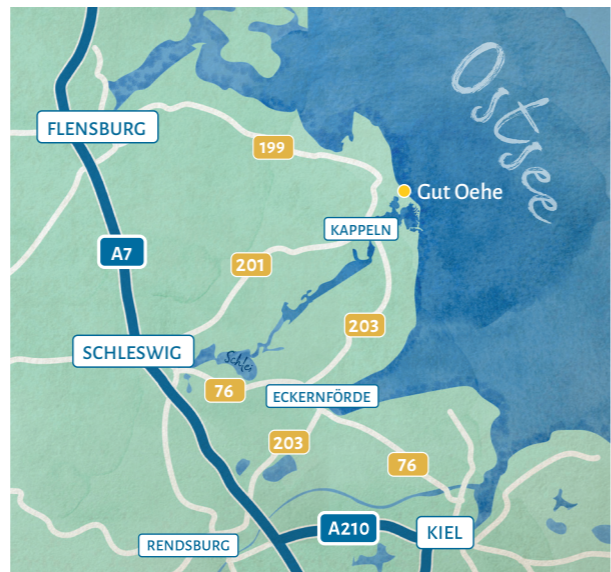 Ostsee
FLENSBURG
199
Gut Oehe
KAPPELN
A7
201
203
SCHLESWIG
Schlei
76
ECKERNFÖRDE
203
76
A210
KIEL
RENDSBURG